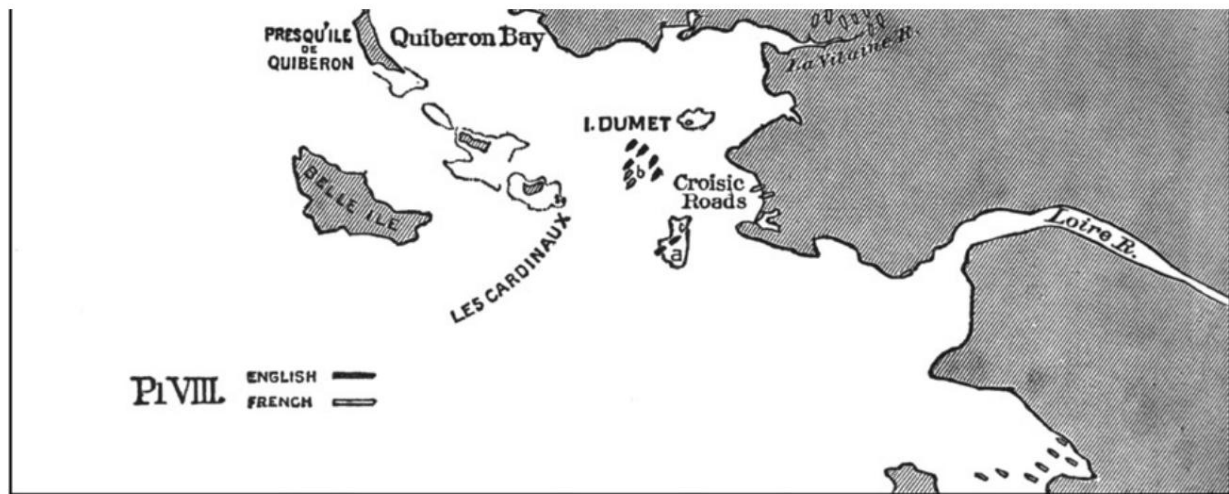 PRESQU'ILE
DE
QUIBERON
Quiberon Bay
La Vilaine R.
I. DUMET
b
Croisic
Roads
BELLE ILE
c
a
Loire R.
LES CARDINAUX
Pl VIII.
ENGLISH
FRENCH